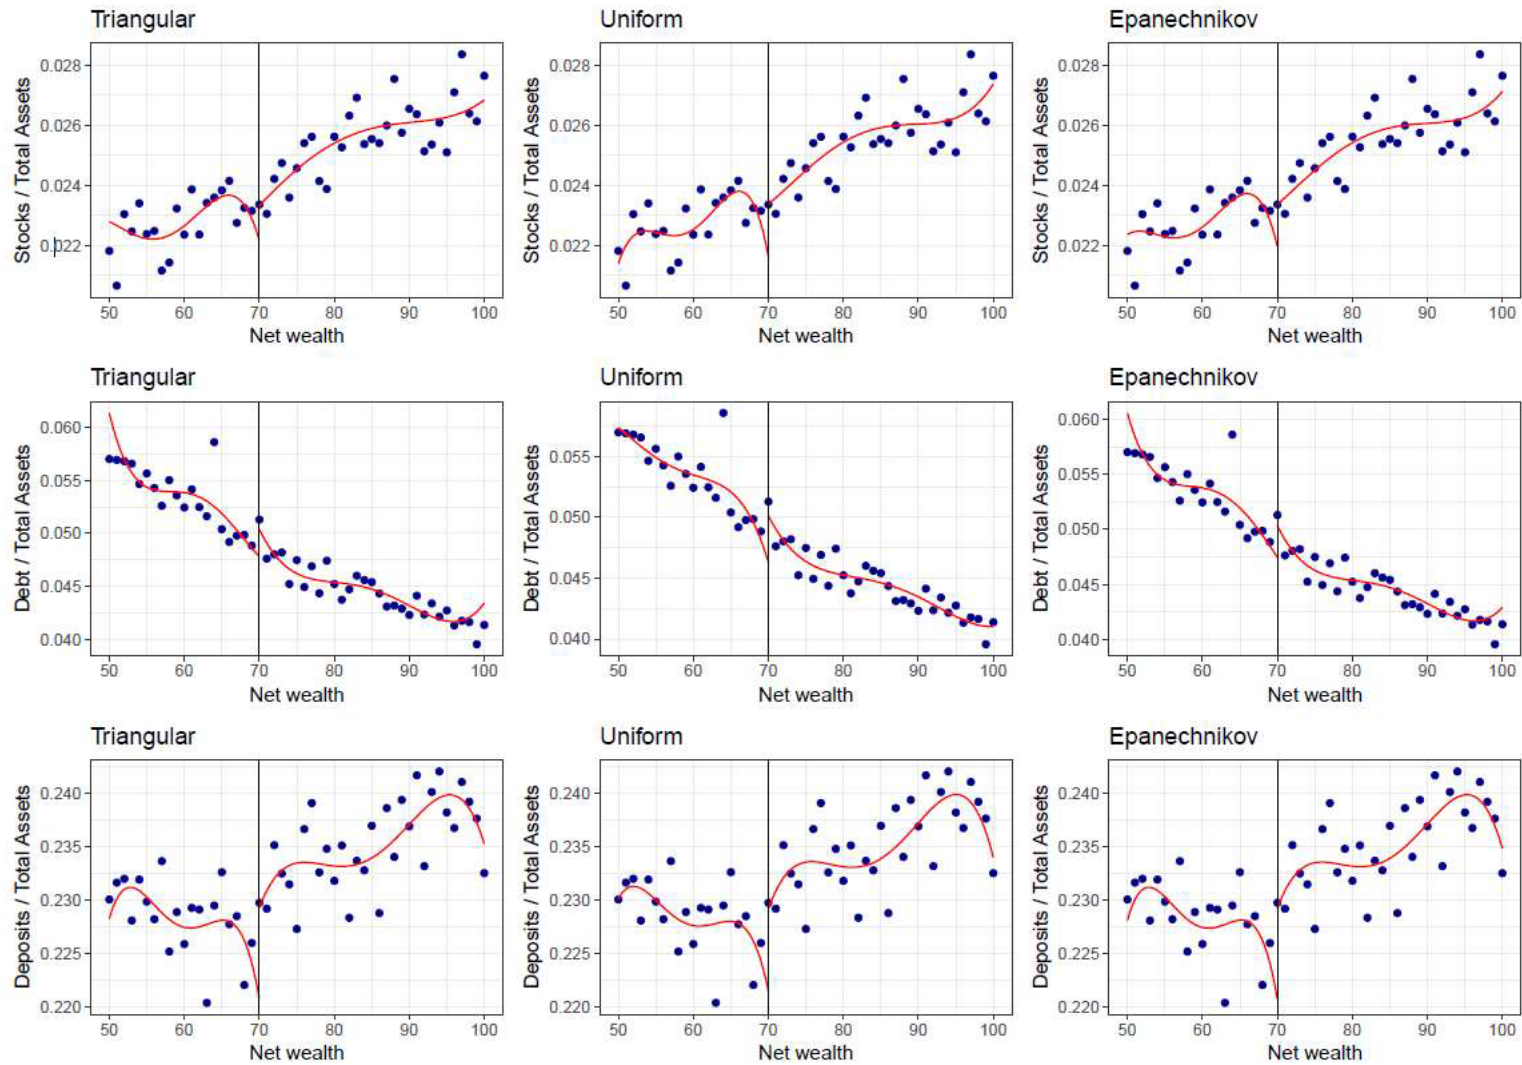 Triangular Uniform Epanechnikov
Stocks / Total Assets
0.028
0.026
0.024
0.022
50 60 70 80 90 100
Net wealth
Stocks / Total Assets
0.028
0.026
0.024
0.022
50 60 70 80 90 100
Net wealth
Stocks / Total Assets
0.028
0.026
0.024
0.022
50 60 70 80 90 100
Net wealth
Triangular Uniform Epanechnikov
Debt / Total Assets
0.060
0.055
0.050
0.045
0.040
50 60 70 80 90 100
Net wealth
Debt / Total Assets
0.055
0.050
0.045
0.040
50 60 70 80 90 100
Net wealth
Debt / Total Assets
0.060
0.055
0.050
0.045
0.040
50 60 70 80 90 100
Net wealth
Triangular Uniform Epanechnikov
Deposits / Total Assets
0.240
0.235
0.230
0.225
0.220
50 60 70 80 90 100
Net wealth
Deposits / Total Assets
0.240
0.235
0.230
0.225
0.220
50 60 70 80 90 100
Net wealth
Deposits / Total Assets
0.240
0.235
0.230
0.225
0.220
50 60 70 80 90 100
Net wealth